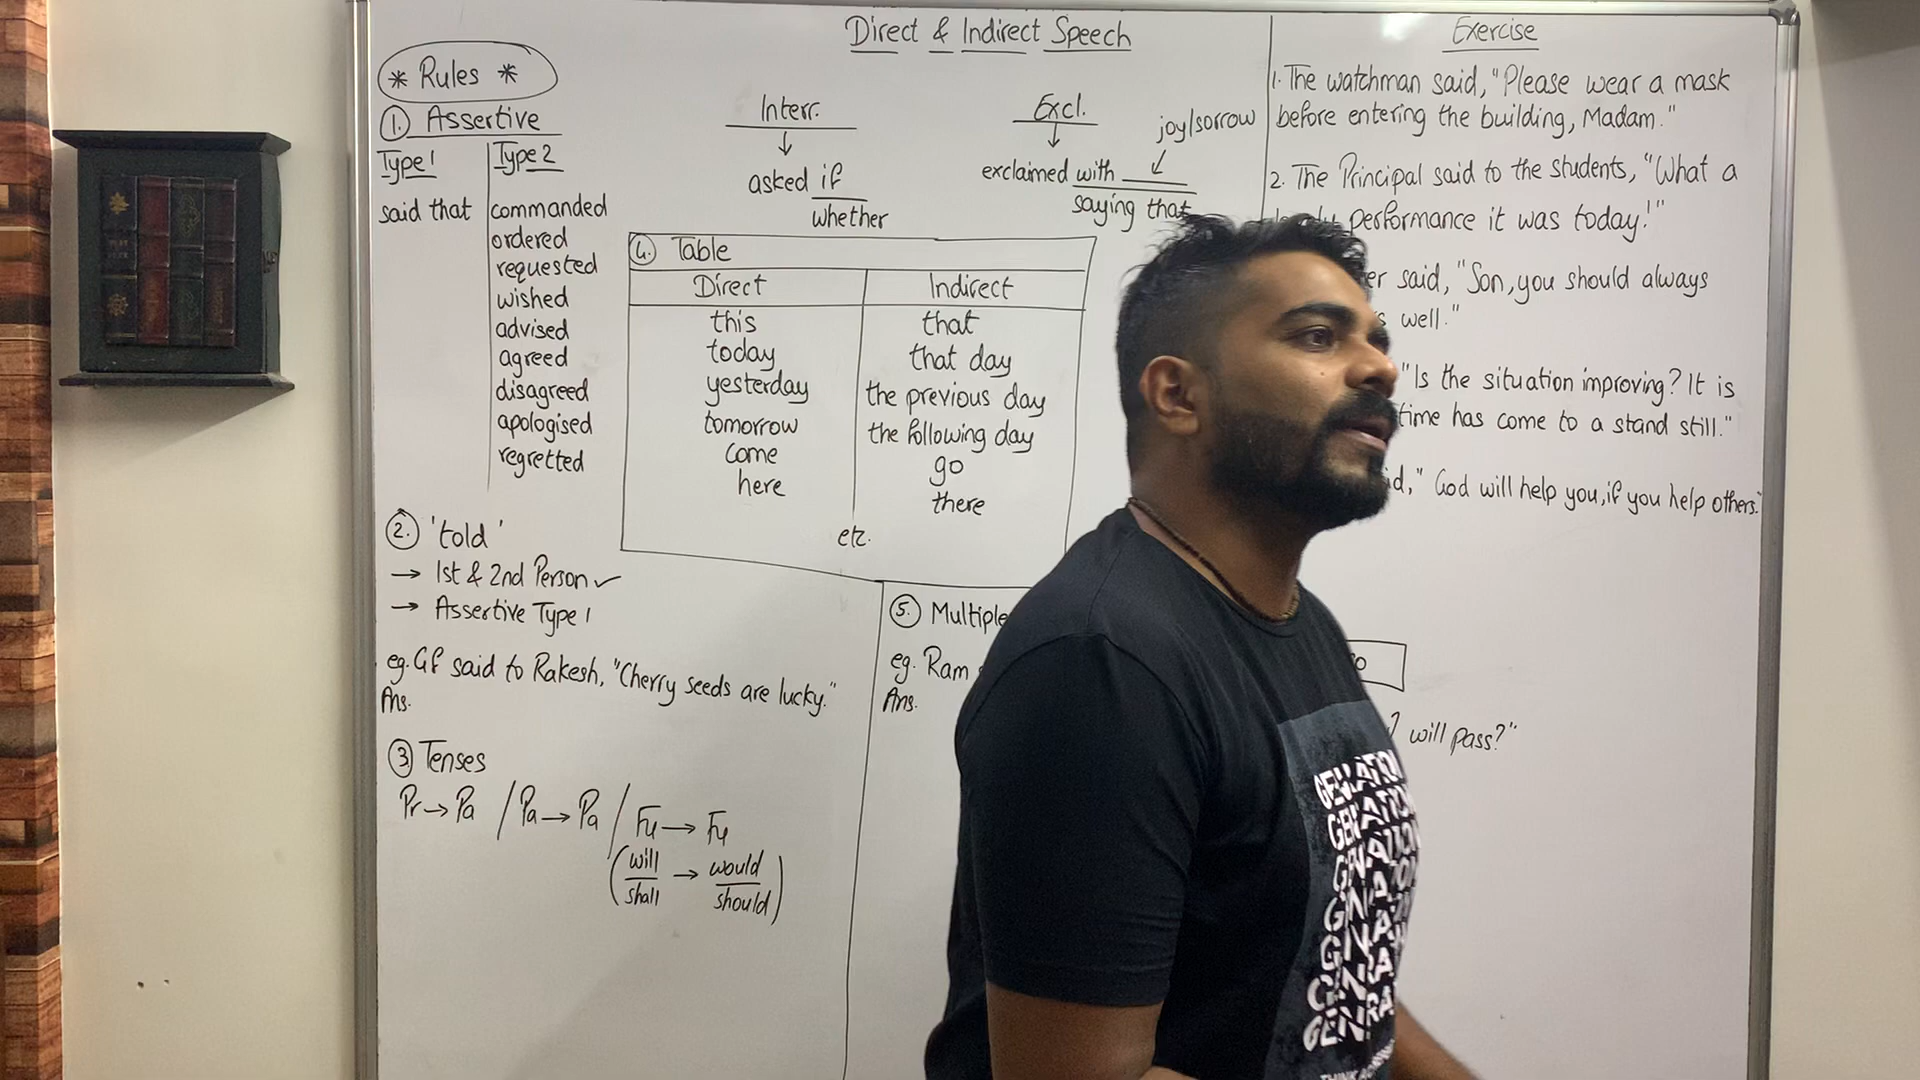 Direct & Indirect Speech
* Rules *
1. Assertive
Type 1
said that
Type 2
commanded
ordered
requested
wished
advised
agreed
disagreed
apologised
regretted
Interr.
asked if
whether
Excl.
joy/sorrow
exclaimed with ____
saying that
4. Table
Direct Indirect
this that
today that day
yesterday the previous day
tomorrow the following day
come go
here there
etc.
2. 'told'
→ 1st & 2nd Person ✓
→ Assertive Type 1
eg. Gf said to Rakesh, "Cherry seeds are lucky."
Ans.
3 Tenses
Pr → Pa / Pa → Pa / Fu → Fu
(will → would
shall should)
5. Multiple
eg. Ram
Ans.
will pass?"
Exercise
1. The watchman said, "Please wear a mask
before entering the building, Madam."
2. The Principal said to the students, "What a
performance it was today!"
said, "Son, you should always
well."
"Is the situation improving? It is
time has come to a stand still."
" God will help you, if you help others."
GENERATION